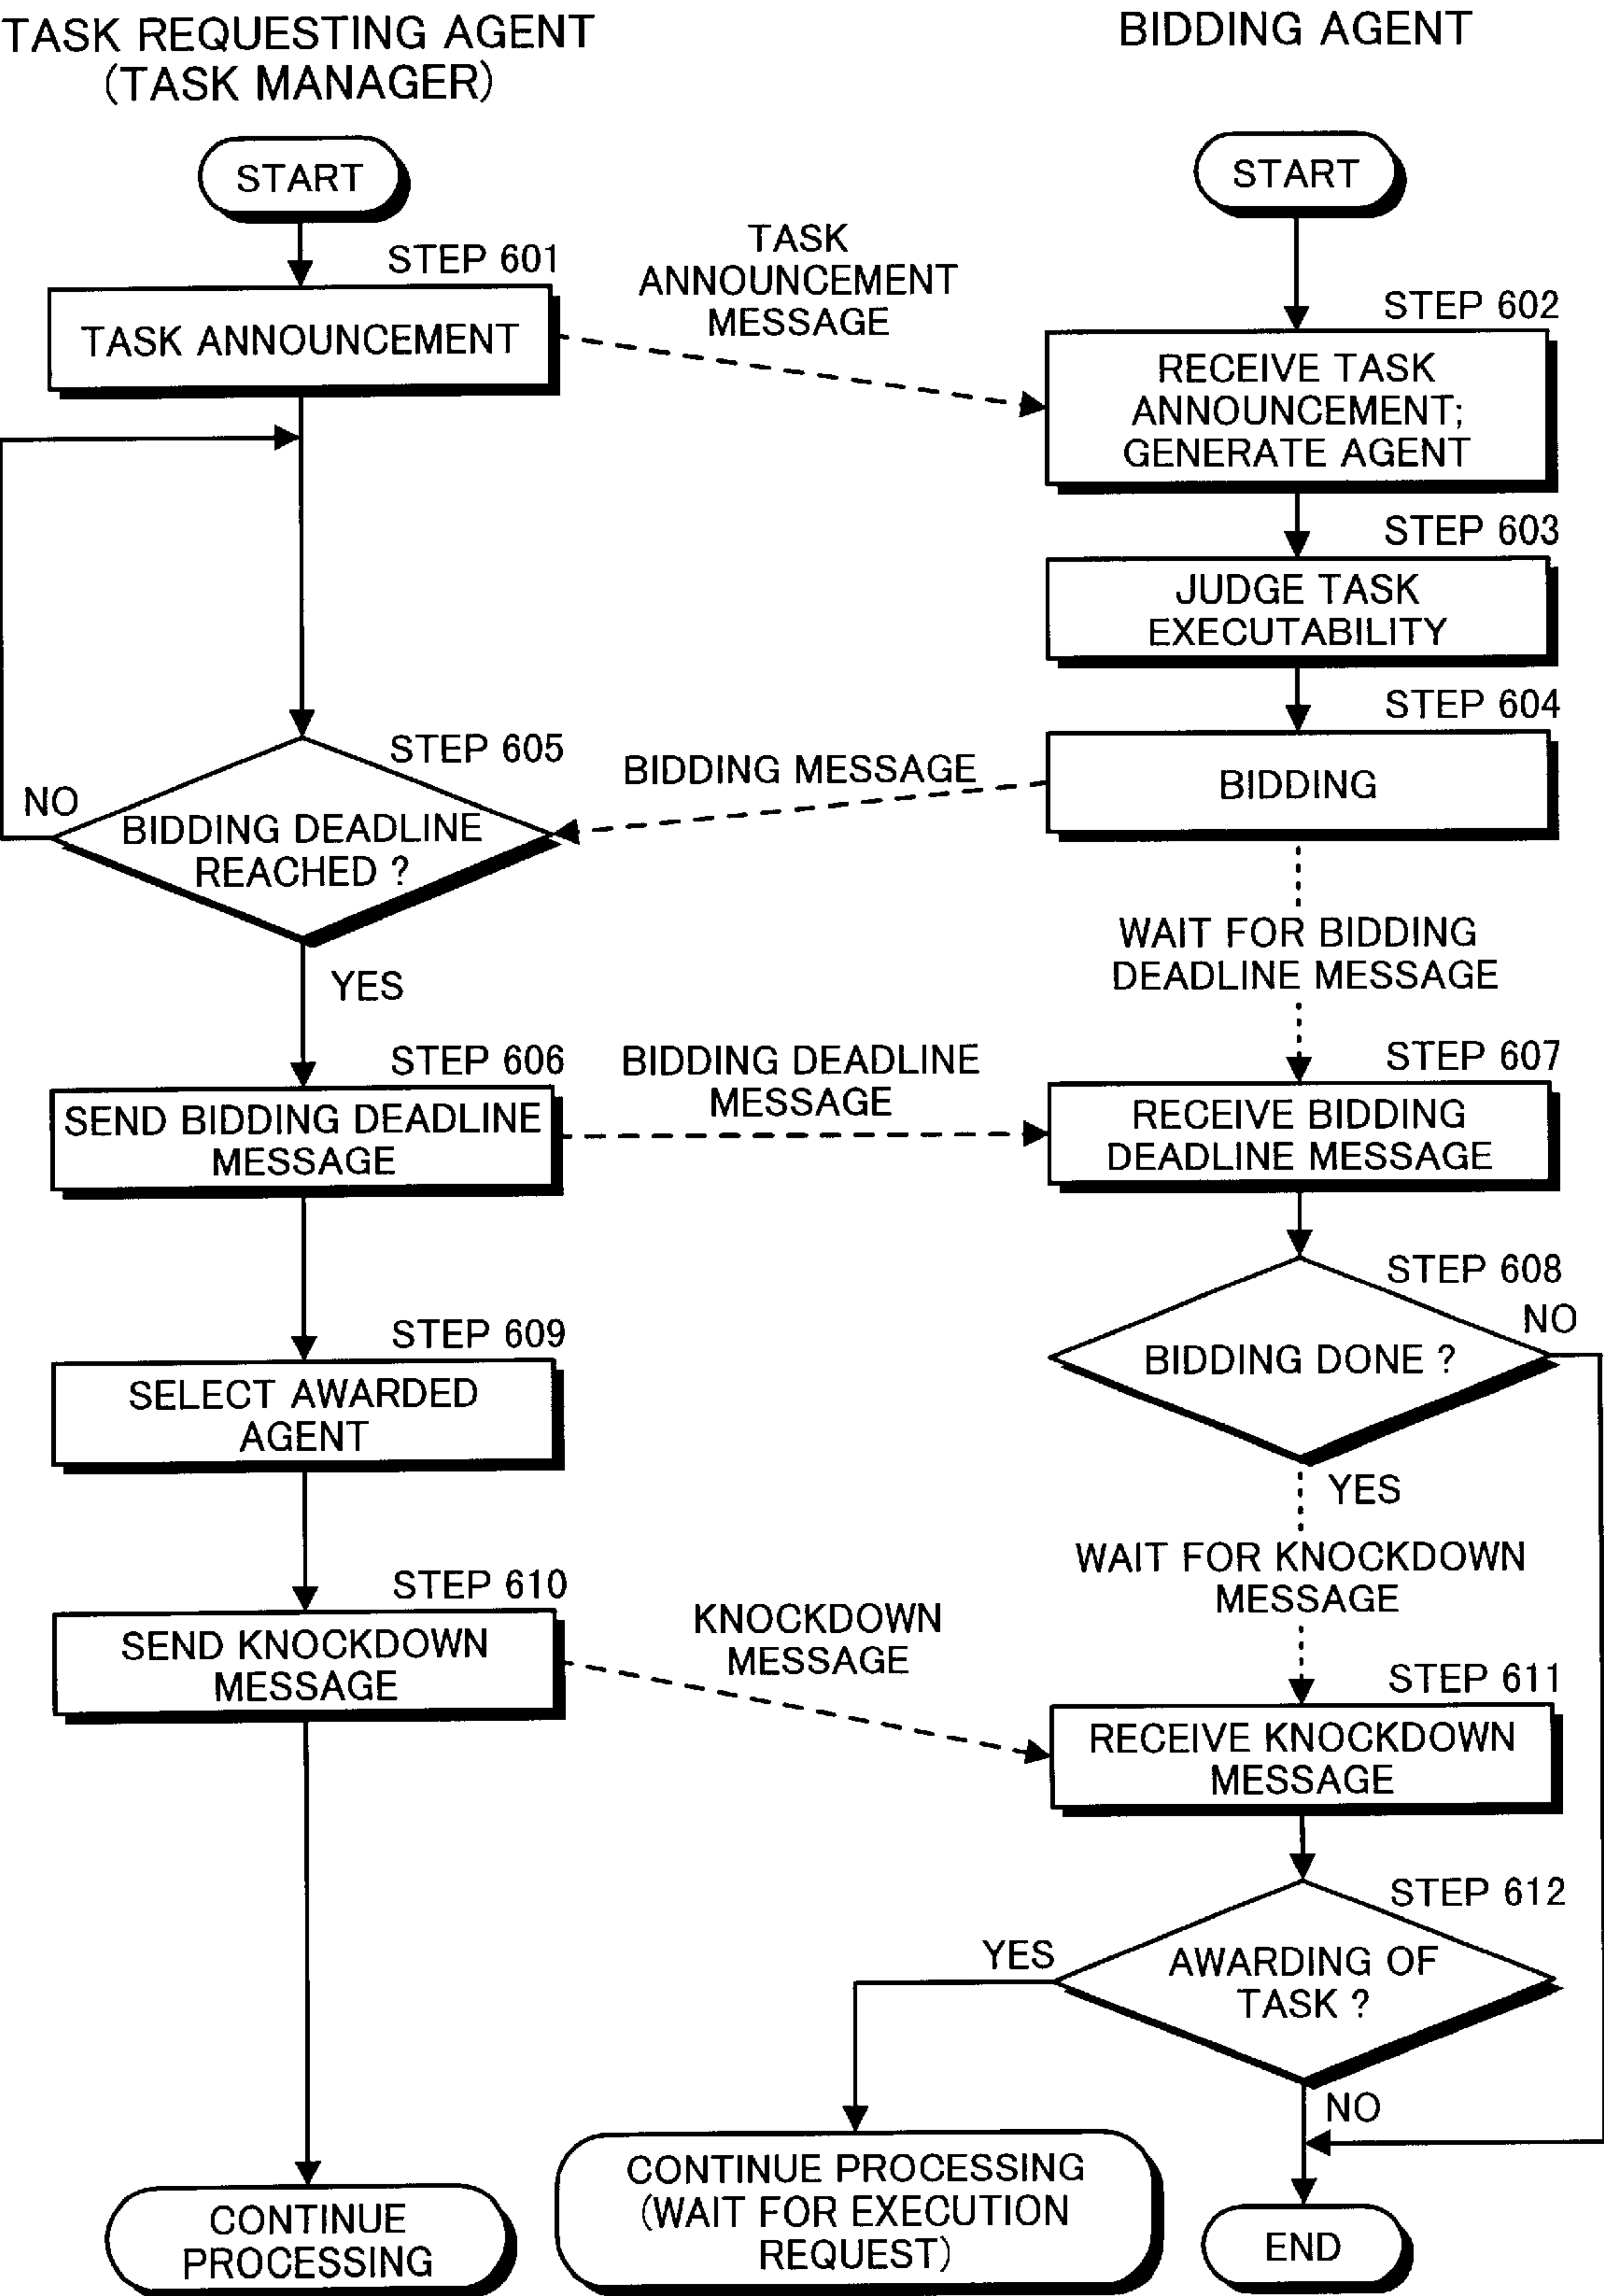 TASK REQUESTING AGENT
(TASK MANAGER)
START
STEP 601
TASK ANNOUNCEMENT
STEP 605
NO
BIDDING DEADLINE
REACHED ?
YES
STEP 606
SEND BIDDING DEADLINE
MESSAGE
STEP 609
SELECT AWARDED
AGENT
STEP 610
SEND KNOCKDOWN
MESSAGE
CONTINUE
PROCESSING
TASK
ANNOUNCEMENT
MESSAGE
BIDDING MESSAGE
BIDDING DEADLINE
MESSAGE
KNOCKDOWN
MESSAGE
BIDDING AGENT
START
STEP 602
RECEIVE TASK
ANNOUNCEMENT;
GENERATE AGENT
STEP 603
JUDGE TASK
EXECUTABILITY
STEP 604
BIDDING
WAIT FOR BIDDING
DEADLINE MESSAGE
STEP 607
RECEIVE BIDDING
DEADLINE MESSAGE
STEP 608
NO
BIDDING DONE ?
YES
WAIT FOR KNOCKDOWN
MESSAGE
STEP 611
RECEIVE KNOCKDOWN
MESSAGE
STEP 612
YES
AWARDING OF
TASK ?
NO
CONTINUE PROCESSING
(WAIT FOR EXECUTION
REQUEST)
END